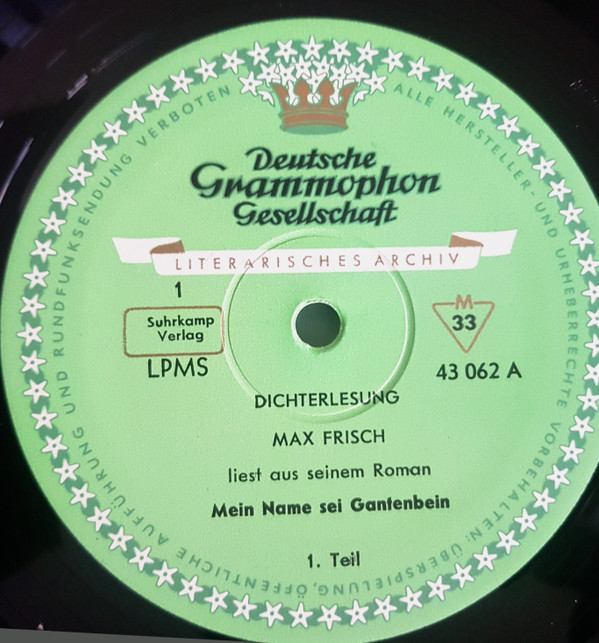 Deutsche
Grammophon
Gesellschaft
LITERARISCHES ARCHIV
1
Suhrkamp
Verlag
LPMS
M
33
43 062 A
DICHTERLESUNG
MAX FRISCH
liest aus seinem Roman
Mein Name sei Gantenbein
1. Teil
ALLE HERSTELLER- UND URHEBERRECHTE VORBEHALTEN: ÜBERSPIELUNG, ÖFFENTLICHE AUFFÜHRUNG UND RUNDFUNKSENDUNG VERBOTEN